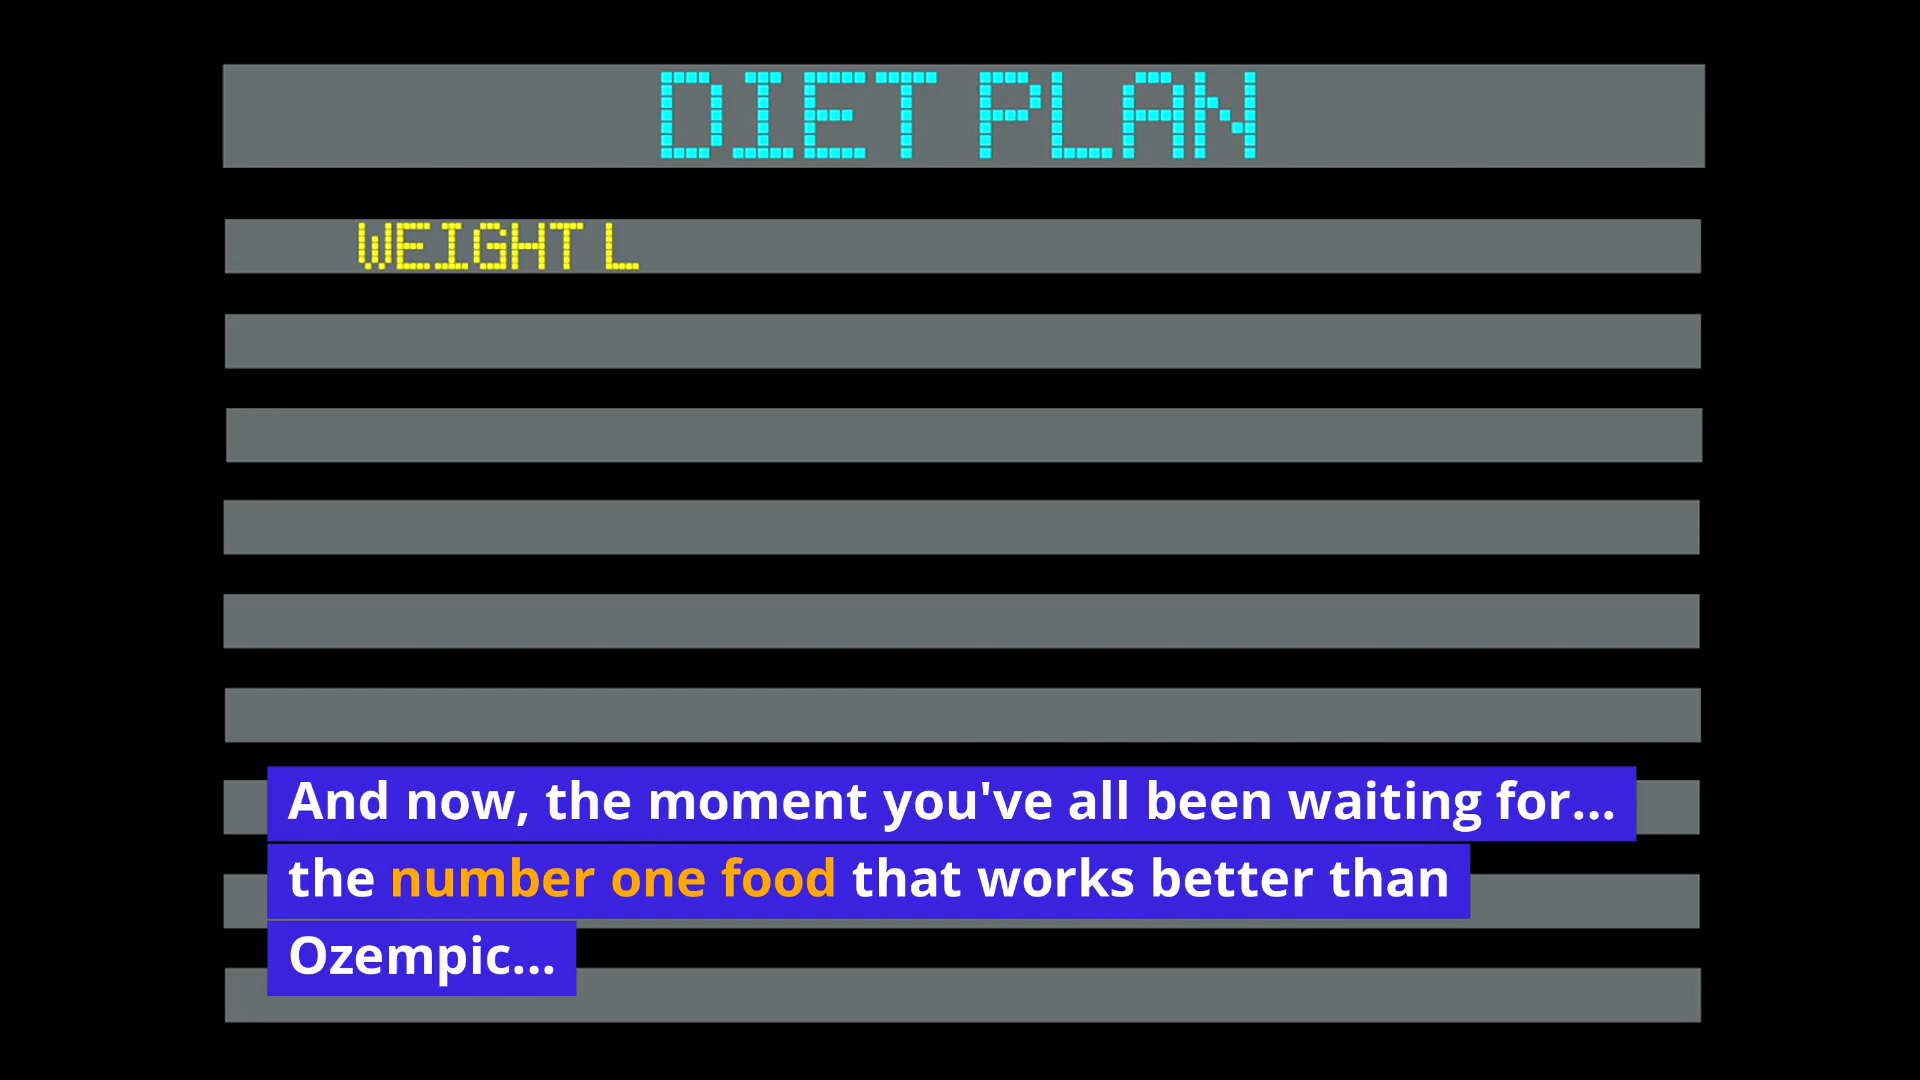 DIET PLAN
WEIGHT L
And now, the moment you've all been waiting for...
the number one food that works better than
Ozempic...